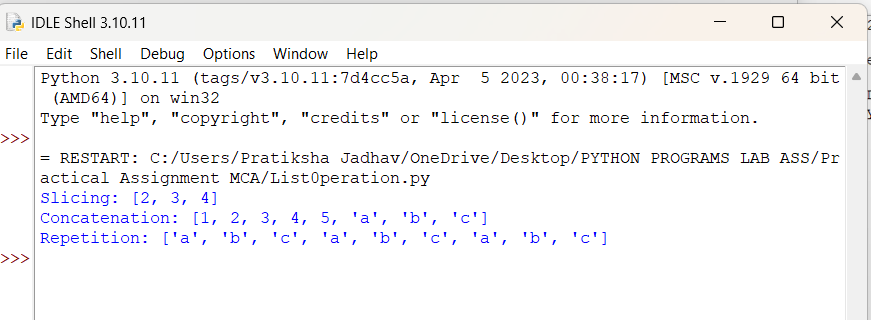 IDLE Shell 3.10.11
File Edit Shell Debug Options Window Help
Python 3.10.11 (tags/v3.10.11:7d4cc5a, Apr  5 2023, 00:38:17) [MSC v.1929 64 bit
 (AMD64)] on win32
Type "help", "copyright", "credits" or "license()" for more information.
>>>
= RESTART: C:/Users/Pratiksha Jadhav/OneDrive/Desktop/PYTHON PROGRAMS LAB ASS/Pr
actical Assignment MCA/List0peration.py
Slicing: [2, 3, 4]
Concatenation: [1, 2, 3, 4, 5, 'a', 'b', 'c']
Repetition: ['a', 'b', 'c', 'a', 'b', 'c', 'a', 'b', 'c']
>>>